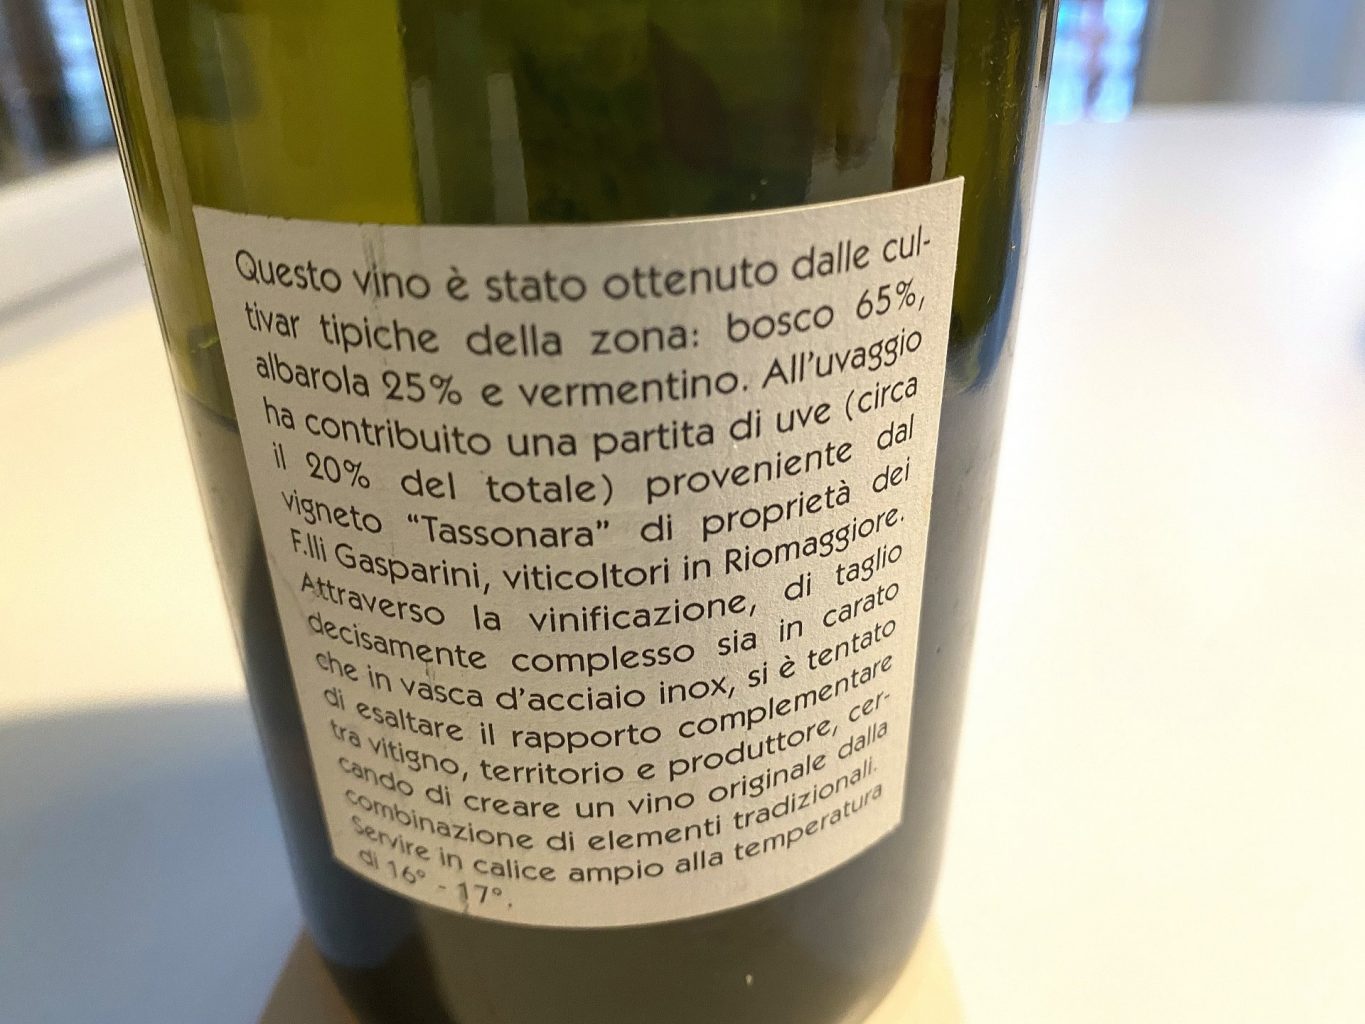 Questo vino è stato ottenuto dalle cul-
tivar tipiche della zona: bosco 65%,
albarola 25% e vermentino. All'uvaggio
ha contribuito una partita di uve (circa
il 20% del totale) proveniente dal
vigneto “Tassonara” di proprietà dei
F.lli Gasparini, viticoltori in Riomaggiore.
Attraverso la vinificazione, di taglio
decisamente complesso sia in carato
che in vasca d'acciaio inox, si è tentato
di esaltare il rapporto complementare
tra vitigno, territorio e produttore, cer-
cando di creare un vino originale dalla
combinazione di elementi tradizionali.
Servire in calice ampio alla temperatura
di 16° - 17°.